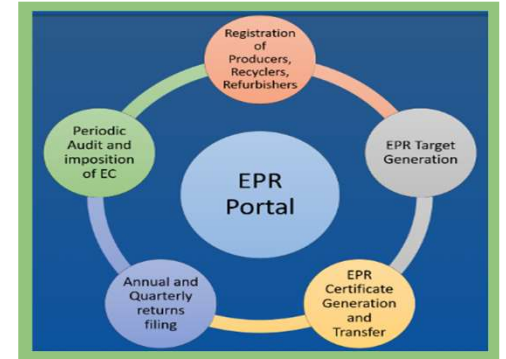 Registration
of
Producers,
Recyclers,
Refurbishers
EPR Target
Generation
EPR
Certificate
Generation
and
Transfer
Annual and
Quarterly
returns
filing
Periodic
Audit and
imposition
of EC
EPR
Portal